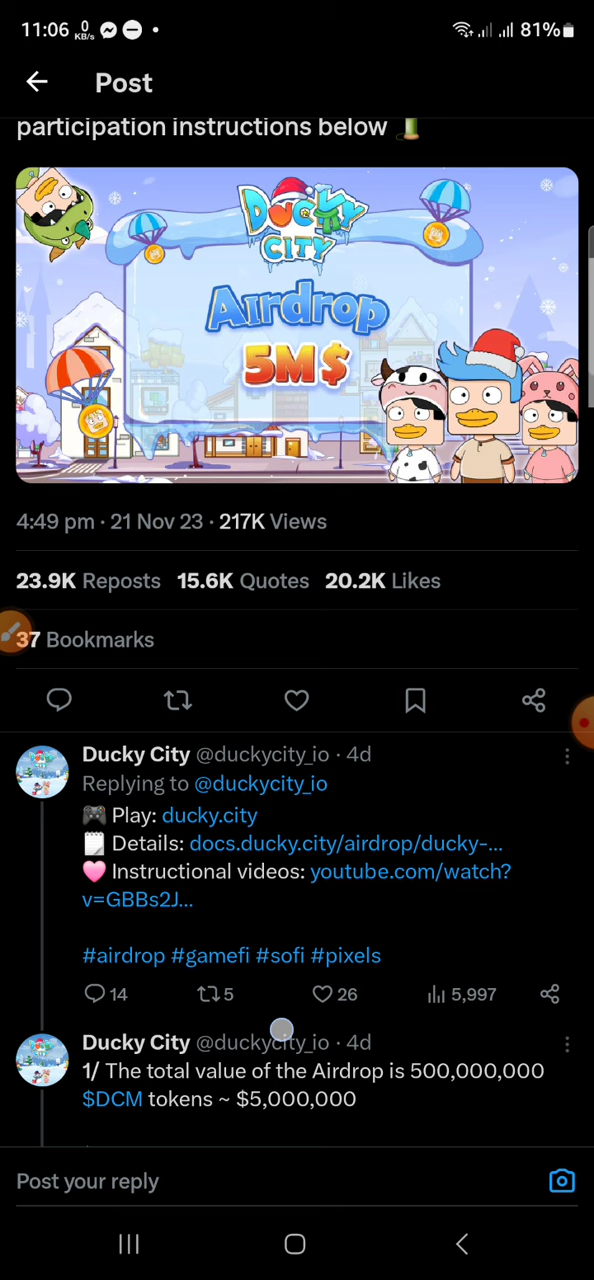 11:06 0 KB/s 81%
Post
participation instructions below
DUCKY
CITY
Airdrop
5M$
4:49 pm · 21 Nov 23 · 217K Views
23.9K Reposts 15.6K Quotes 20.2K Likes
37 Bookmarks
Ducky City @duckycity_io · 4d
Replying to @duckycity_io
🎮 Play: ducky.city
🗒️ Details: docs.ducky.city/airdrop/ducky-...
🩷 Instructional videos: youtube.com/watch?
v=GBBs2J...
#airdrop #gamefi #sofi #pixels
14 5 26 5,997
Ducky City @duckycity_io · 4d
1/ The total value of the Airdrop is 500,000,000
$DCM tokens ~ $5,000,000
Post your reply